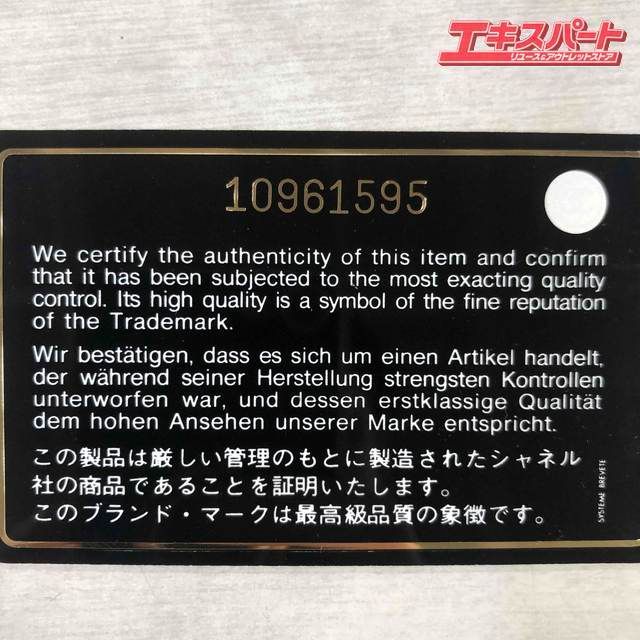 エキスパート
リユース&アウトレットストア
10961595
We certify the authenticity of this item and confirm
that it has been subjected to the most exacting quality
control. Its high quality is a symbol of the fine reputation
of the Trademark.
Wir bestätigen, dass es sich um einen Artikel handelt,
der während seiner Herstellung strengsten Kontrollen
unterworfen war, und dessen erstklassige Qualität
dem hohen Ansehen unserer Marke entspricht.
この製品は厳しい管理のもとに製造されたシャネル
社の商品であることを証明いたします。
このブランド・マークは最高級品質の象徴です。
SYSTEME BREVETE